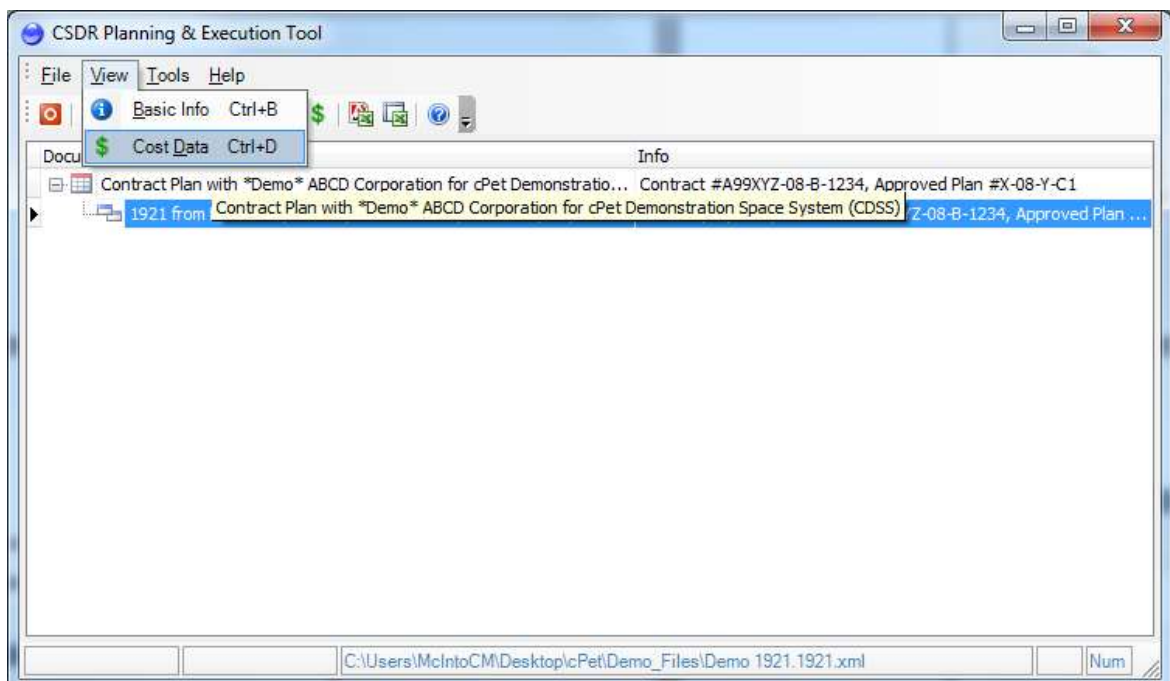 CSDR Planning & Execution Tool
File View Tools Help
Basic Info Ctrl+B
Cost Data Ctrl+D
Docu
Info
Contract Plan with *Demo* ABCD Corporation for cPet Demonstratio... Contract #A99XYZ-08-B-1234, Approved Plan #X-08-Y-C1
1921 from
Contract Plan with *Demo* ABCD Corporation for cPet Demonstration Space System (CDSS)
Z-08-B-1234, Approved Plan ...
C:\Users\McIntoCM\Desktop\cPet\Demo_Files\Demo 1921.1921.xml
Num